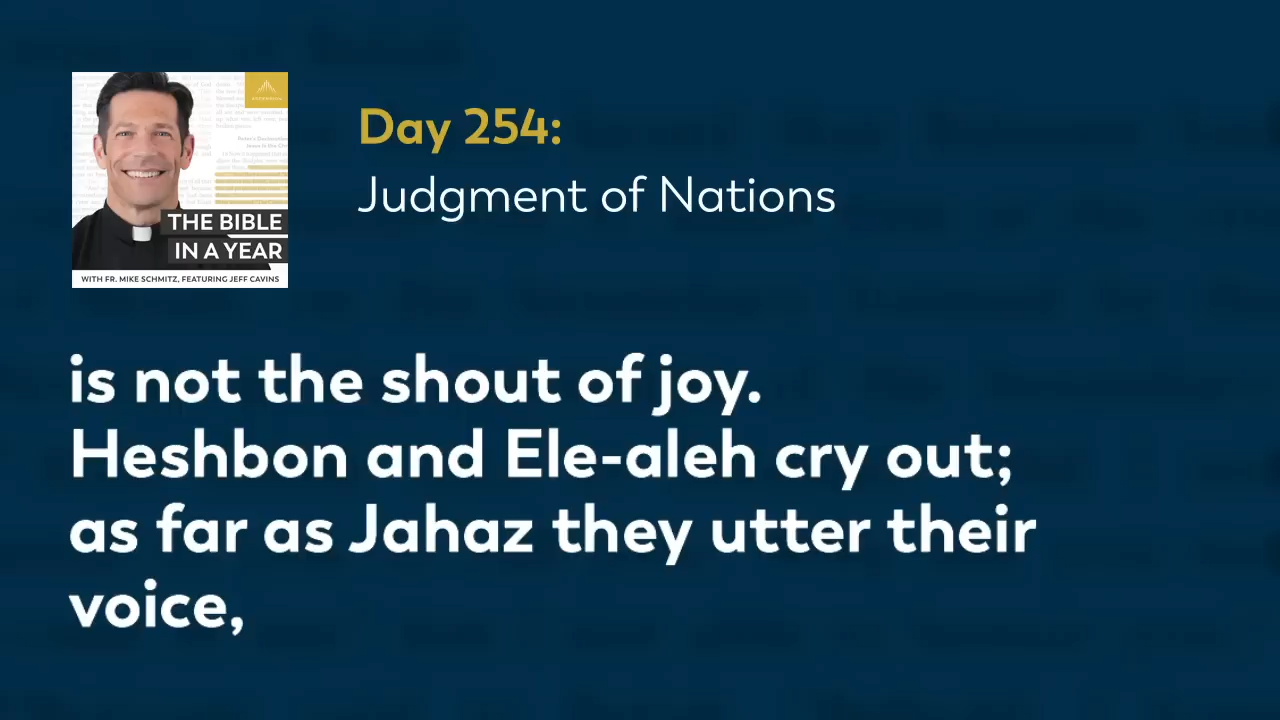 Day 254:
Judgment of Nations
THE BIBLE
IN A YEAR
WITH FR. MIKE SCHMITZ, FEATURING JEFF CAVINS
is not the shout of joy.
Heshbon and Ele-aleh cry out;
as far as Jahaz they utter their
voice,